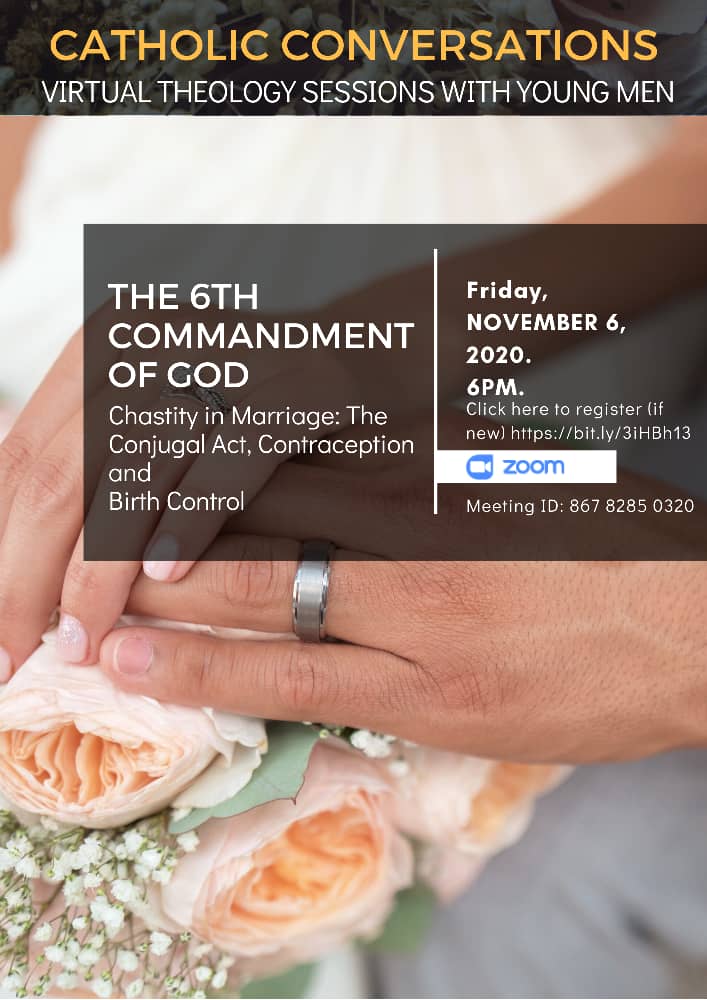 CATHOLIC CONVERSATIONS
VIRTUAL THEOLOGY SESSIONS WITH YOUNG MEN
THE 6TH
COMMANDMENT
OF GOD
Chastity in Marriage: The
Conjugal Act, Contraception
and
Birth Control
Friday,
NOVEMBER 6,
2020.
6PM.
Click here to register (if
new) https://bit.ly/3iHBh13
zoom
Meeting ID: 867 8285 0320